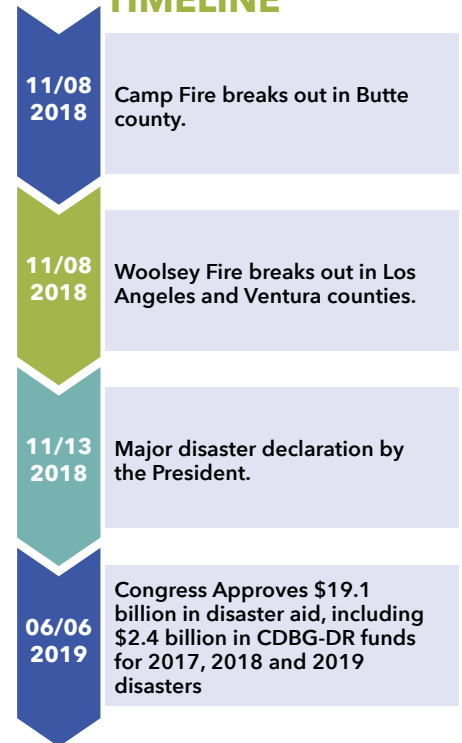 TIMELINE
11/08
2018
Camp Fire breaks out in Butte
county.
11/08
2018
Woolsey Fire breaks out in Los
Angeles and Ventura counties.
11/13
2018
Major disaster declaration by
the President.
06/06
2019
Congress Approves $19.1
billion in disaster aid, including
$2.4 billion in CDBG-DR funds
for 2017, 2018 and 2019
disasters